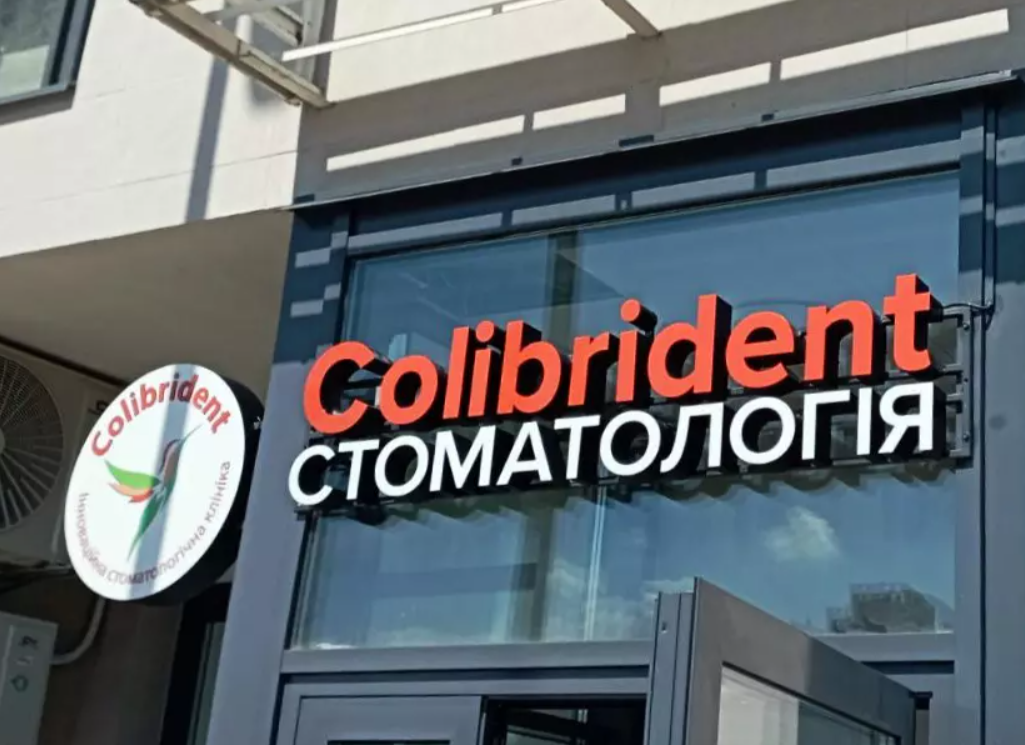 Colibrident
СТОМАТОЛОГІЯ
Colibrident
Інноваційна стоматологічна клініка